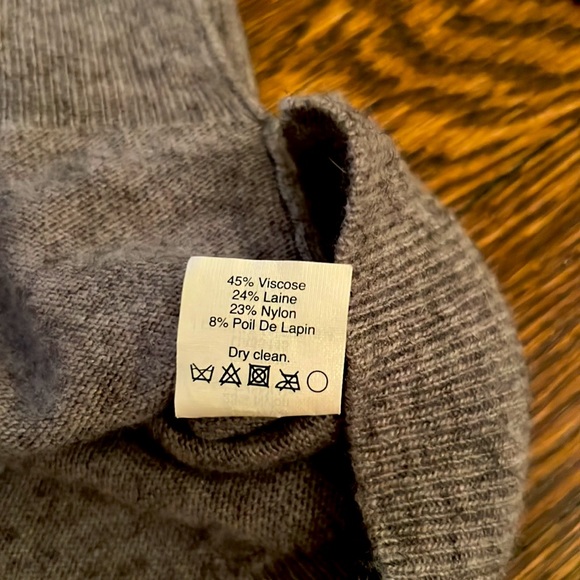 45% Viscose
24% Laine
23% Nylon
8% Poil De Lapin
Dry clean.